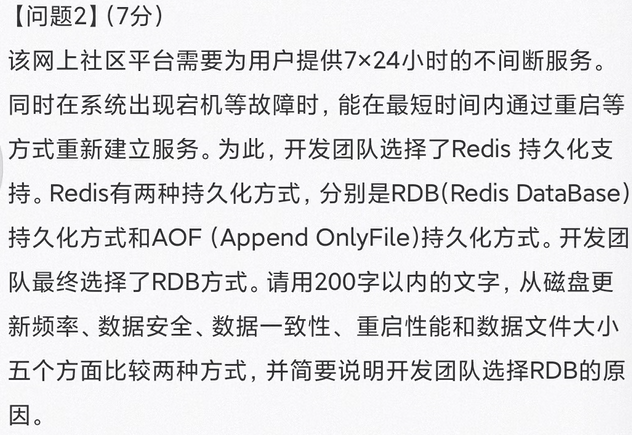 【问题2】(7分)
该网上社区平台需要为用户提供7×24小时的不间断服务。
同时在系统出现宕机等故障时，能在最短时间内通过重启等
方式重新建立服务。为此，开发团队选择了Redis 持久化支
持。Redis有两种持久化方式，分别是RDB(Redis DataBase)
持久化方式和AOF (Append OnlyFile)持久化方式。开发团
队最终选择了RDB方式。请用200字以内的文字，从磁盘更
新频率、数据安全、数据一致性、重启性能和数据文件大小
五个方面比较两种方式，并简要说明开发团队选择RDB的原
因。